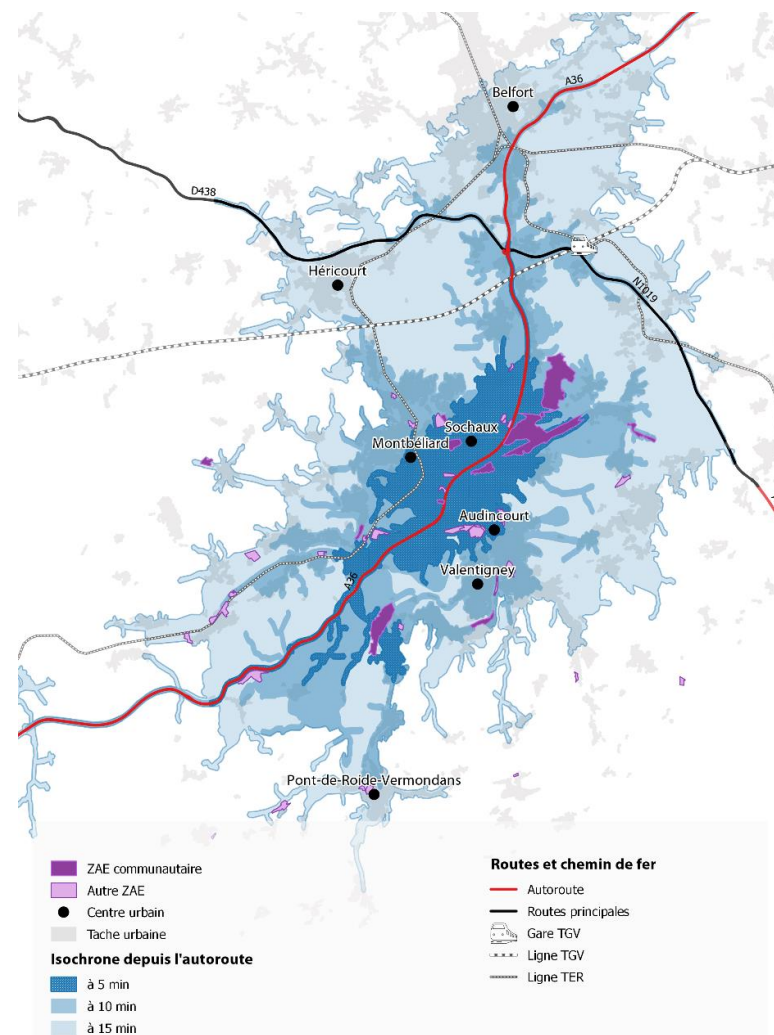 A36
Belfort
D438
Héricourt
N1019
Sochaux
Montbéliard
Audincourt
Valentigney
A36
Pont-de-Roide-Vermondans
ZAE communautaire
Autre ZAE
Centre urbain
Tache urbaine
Isochrone depuis l'autoroute
à 5 min
à 10 min
à 15 min
Routes et chemin de fer
Autoroute
Routes principales
Gare TGV
Ligne TGV
Ligne TER